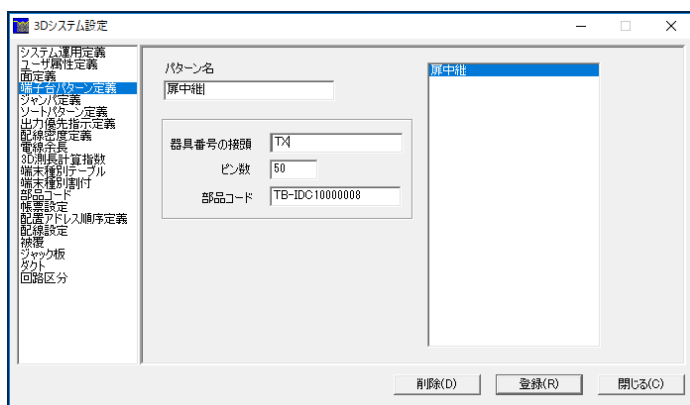 3Dシステム設定
システム運用定義
ユーザ属性定義
面定義
端子台パターン定義
ジャンパ定義
ソートパターン定義
出力優先指示定義
配線密度定義
電線余長
3D測長計算指数
端末種別テーブル
端末種別割付
部品コード
帳票設定
配置アドレス順序定義
配線設定
被覆
ジャック板
ダクト
回路区分
パターン名
扉中継
器具番号の接頭 TX
ピン数 50
部品コード TB-IDC10000008
扉中継
削除(D) 登録(R) 閉じる(C)